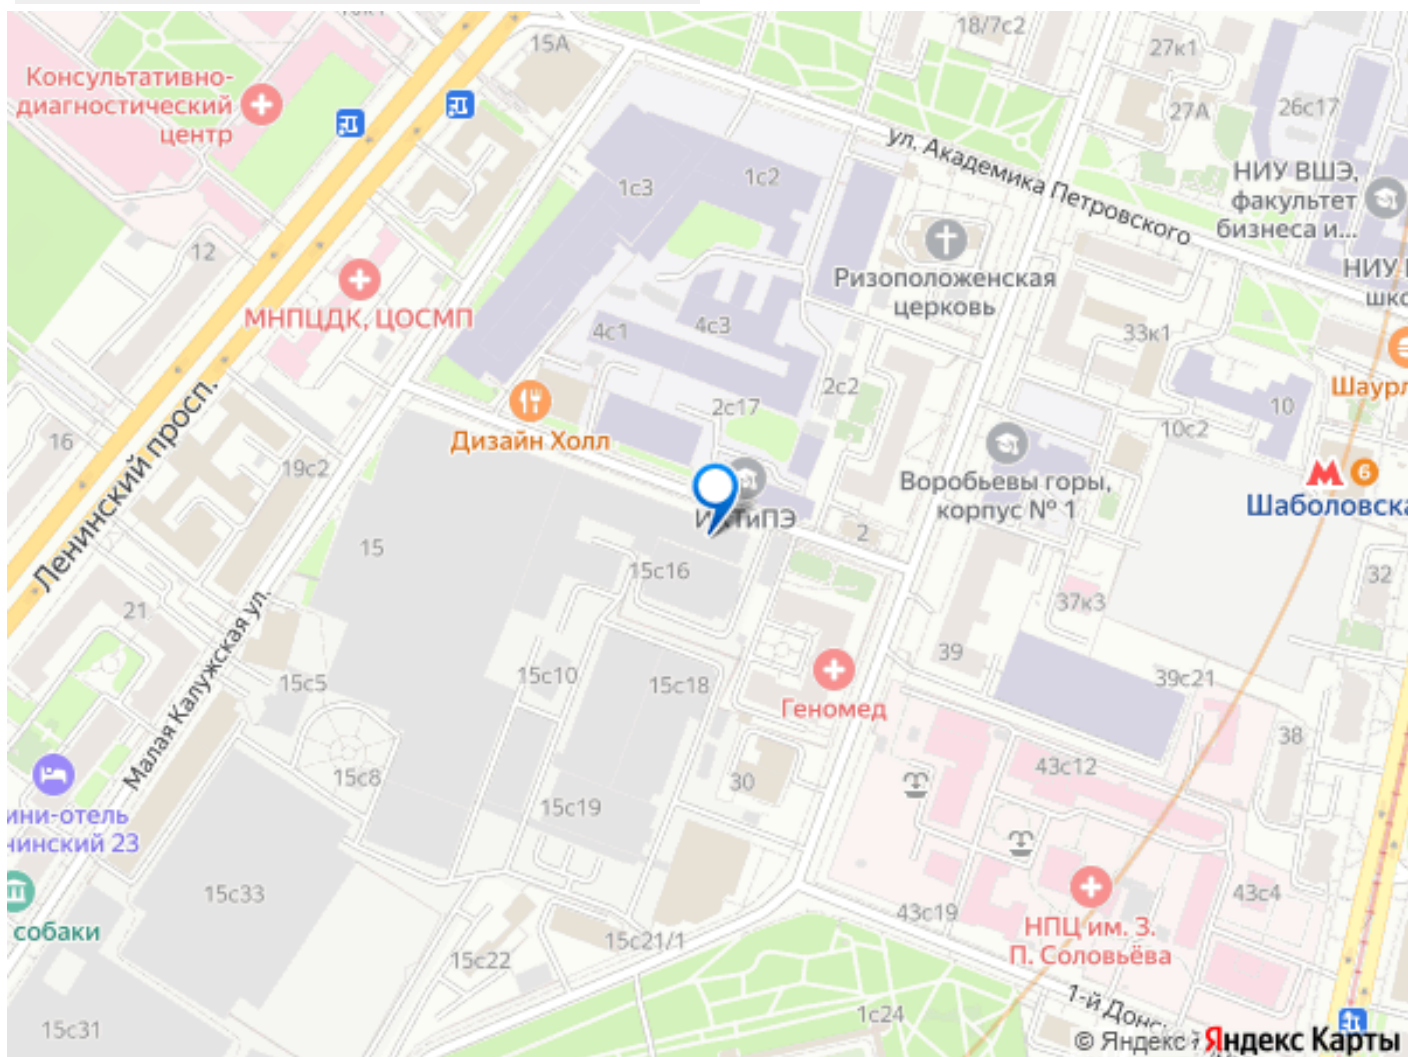 18/7с2
15А
27к1
Консультативно-
диагностический
центр
27А
26с17
ул. Академика Петровского
НИУ ВШЭ,
факультет
бизнеса и...
1с3
1с2
12
Ризоположенская
церковь
НИУ
шко
МНПЦДК, ЦОСМП
4с1
4с3
33к1
Шаурл
2с2
2с17
10
10с2
Дизайн Холл
16
Ленинский просп.
19с2
Воробьевы горы,
корпус № 1
6
Шаболовска
2
15
15с16
32
37к3
21
Малая Калужская ул.
39
15с5
15с10
15с18
39с21
Геномед
38
15с8
30
43с12
ини-отель
нинский 23
15с19
15с33
43с4
43с19
собаки
НПЦ им. З.
П. Соловьёва
15с21/1
15с22
1-й Донс
1с24
15с31
© Яндекс Яндекс Карты